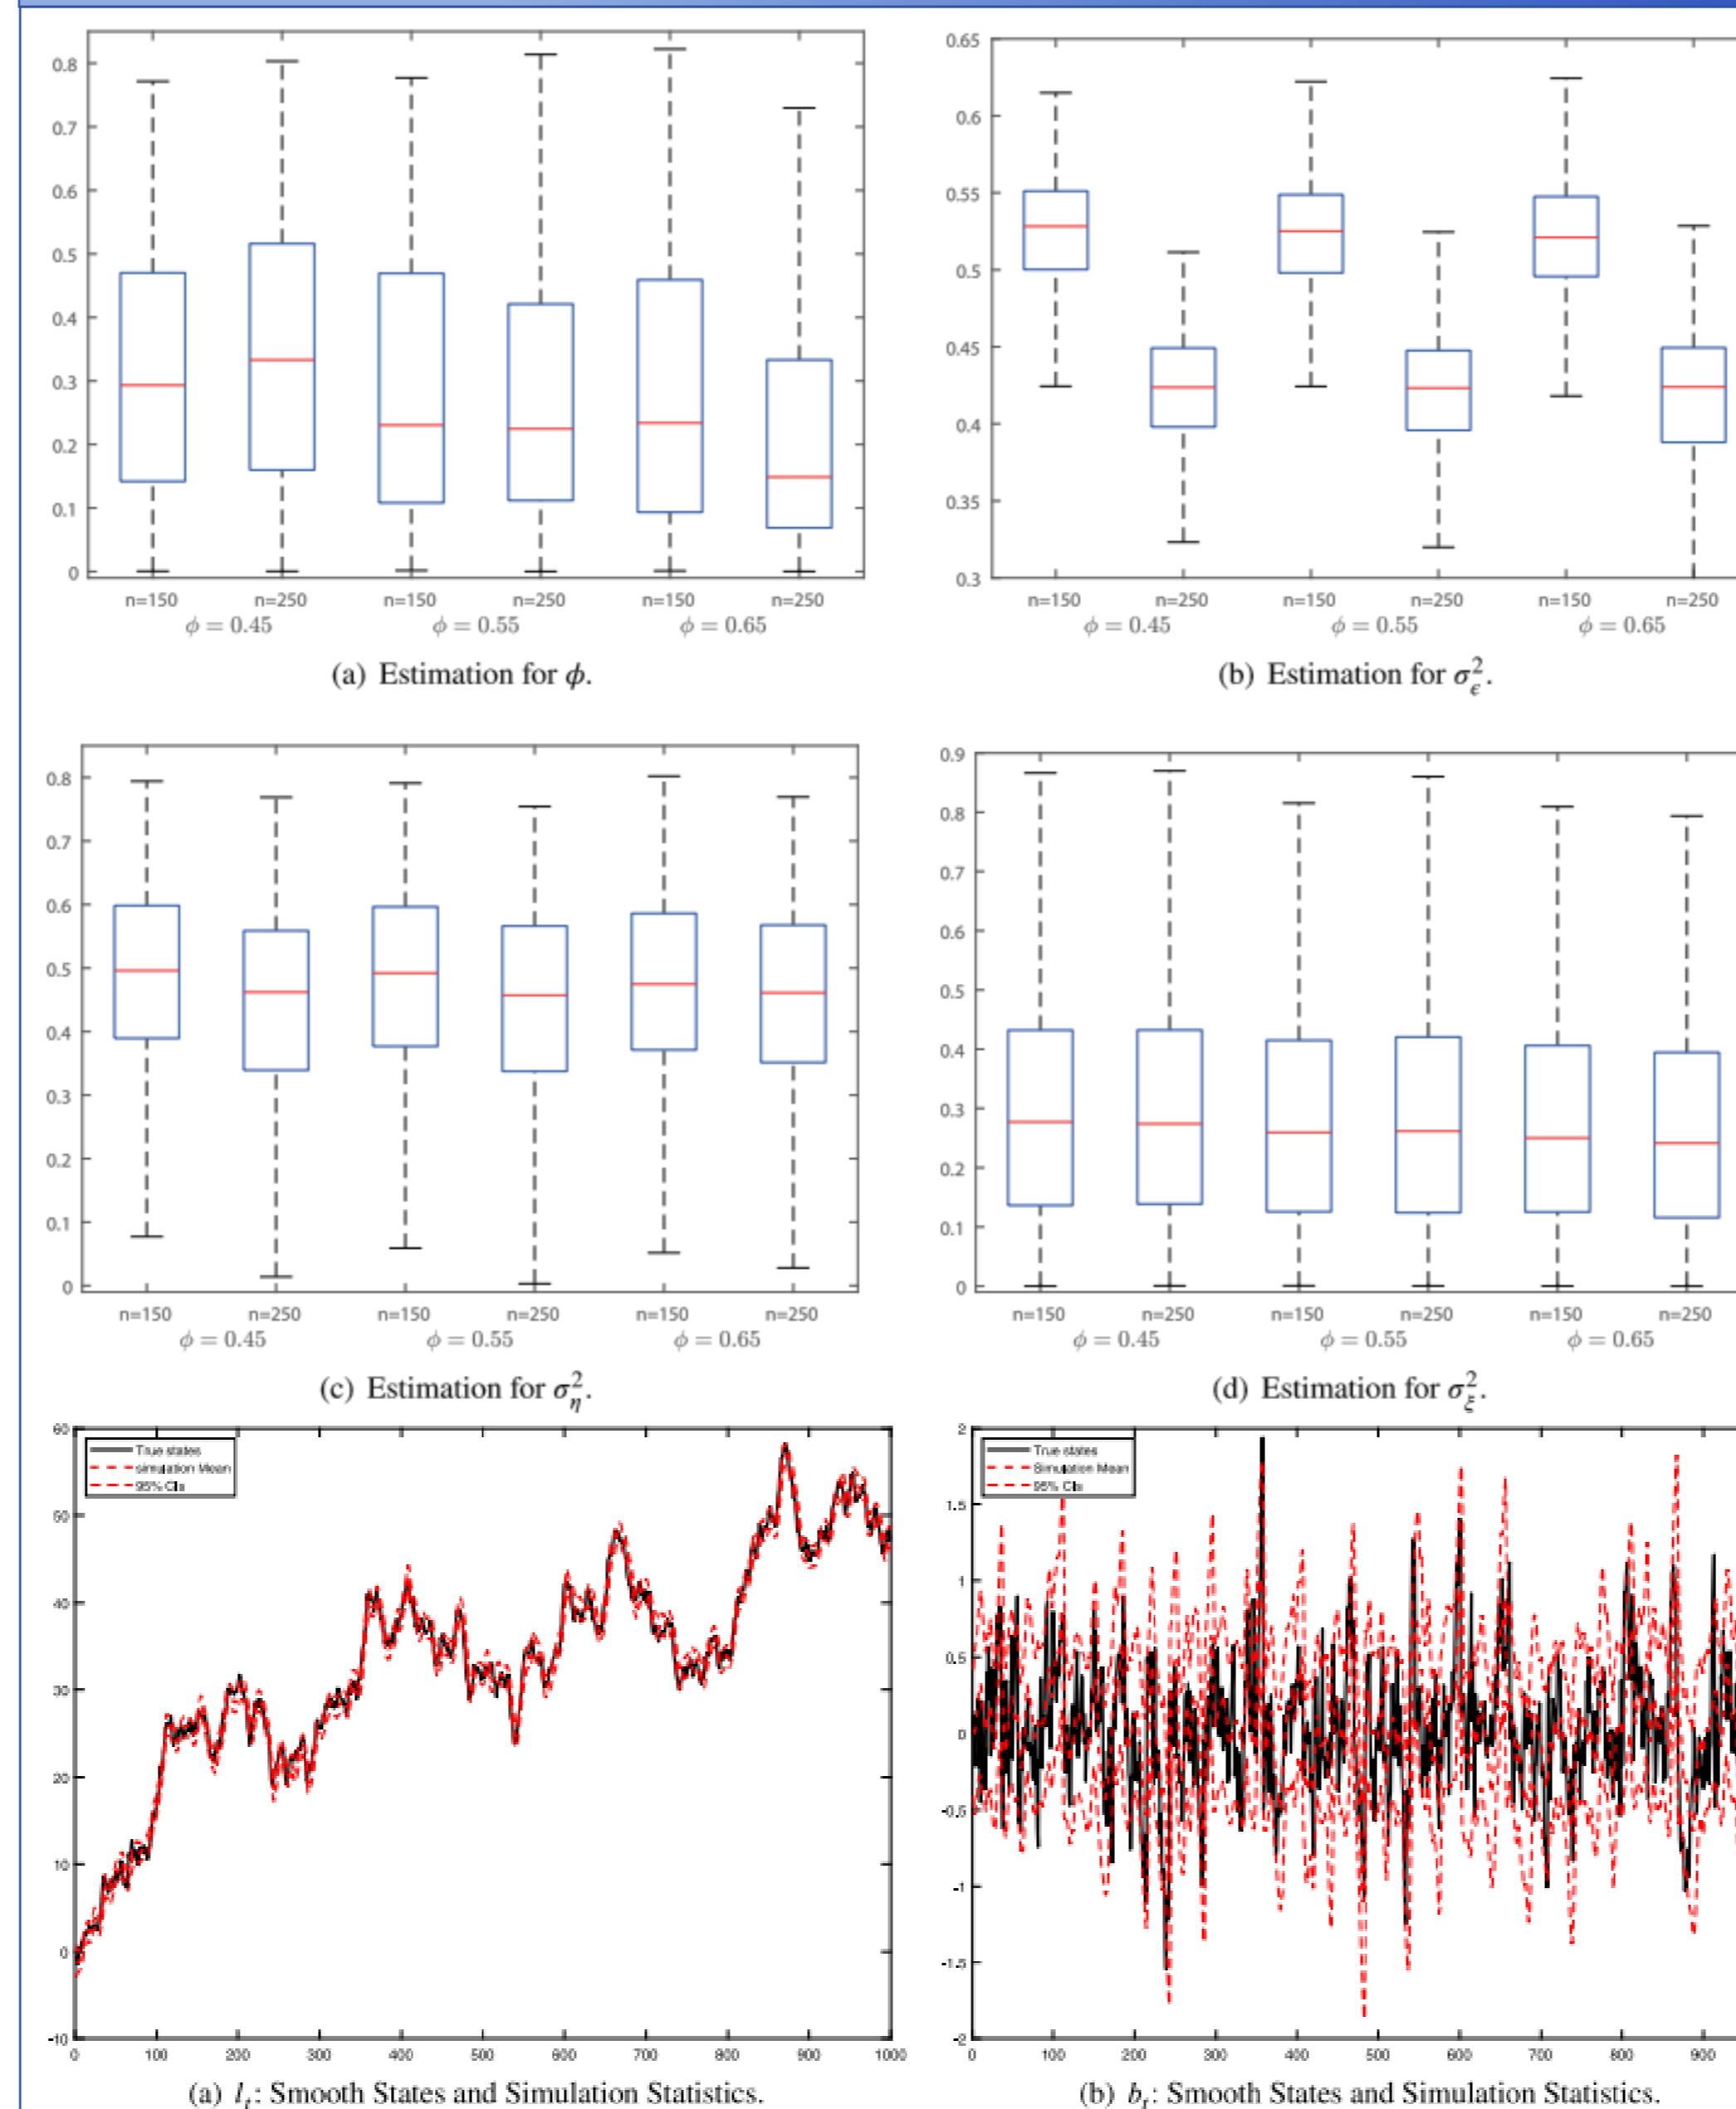 0.8
0.7
0.6
0.5
0.4
0.3
0.2
0.1
0
n=150 n=250 n=150 n=250 n=150 n=250
ϕ = 0.45 ϕ = 0.55 ϕ = 0.65
(a) Estimation for ϕ.
0.65
0.6
0.55
0.5
0.45
0.4
0.35
0.3
n=150 n=250 n=150 n=250 n=150 n=250
ϕ = 0.45 ϕ = 0.55 ϕ = 0.65
(b) Estimation for σ²_ϵ.
0.8
0.7
0.6
0.5
0.4
0.3
0.2
0.1
0
n=150 n=250 n=150 n=250 n=150 n=250
ϕ = 0.45 ϕ = 0.55 ϕ = 0.65
(c) Estimation for σ²_η.
0.9
0.8
0.7
0.6
0.5
0.4
0.3
0.2
0.1
0
n=150 n=250 n=150 n=250 n=150 n=250
ϕ = 0.45 ϕ = 0.55 ϕ = 0.65
(d) Estimation for σ²_ξ.
60
50
40
30
20
10
0
-10
True states
simulation Mean
95% CIs
0 100 200 300 400 500 600 700 800 900 1000
(a) l_t: Smooth States and Simulation Statistics.
2
1.5
1
0.5
0
-0.5
-1
-1.5
-2
True states
Simulation Mean
95% CIs
0 100 200 300 400 500 600 700 800 900
(b) b_t: Smooth States and Simulation Statistics.